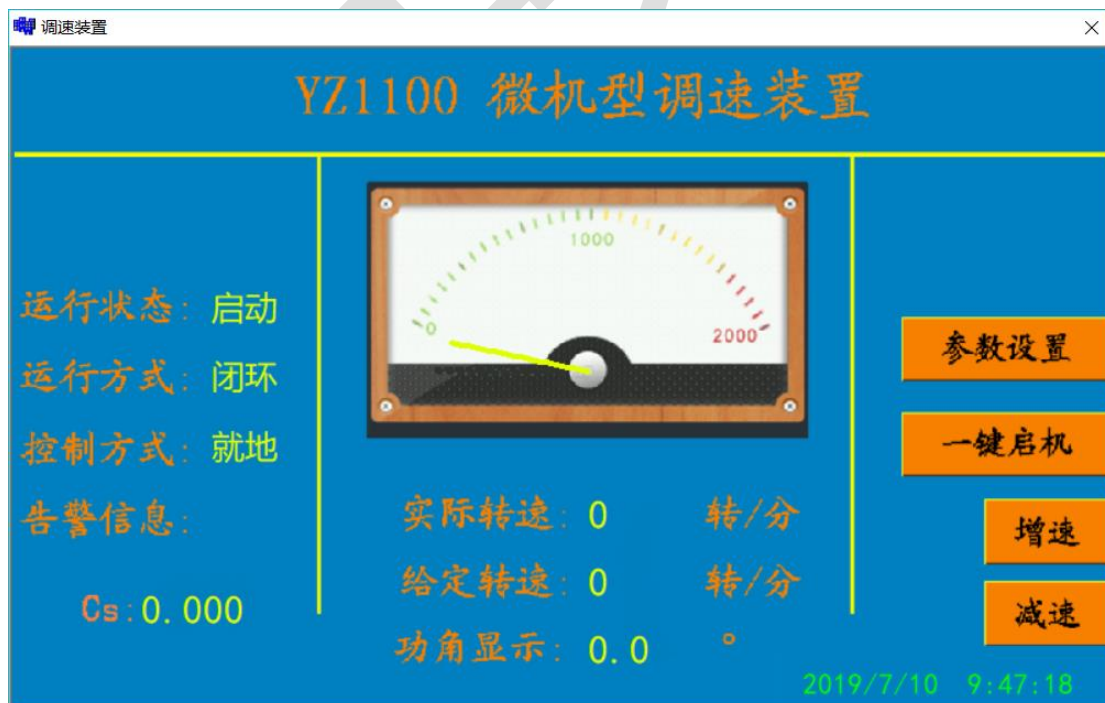 调速装置
YZ1100 微机型调速装置
运行状态: 启动
运行方式: 闭环
控制方式: 就地
告警信息:
Cs:0.000
0
1000
2000
实际转速: 0 转/分
给定转速: 0 转/分
功角显示: 0.0 °
参数设置
一键启机
增速
减速
2019/7/10 9:47:18